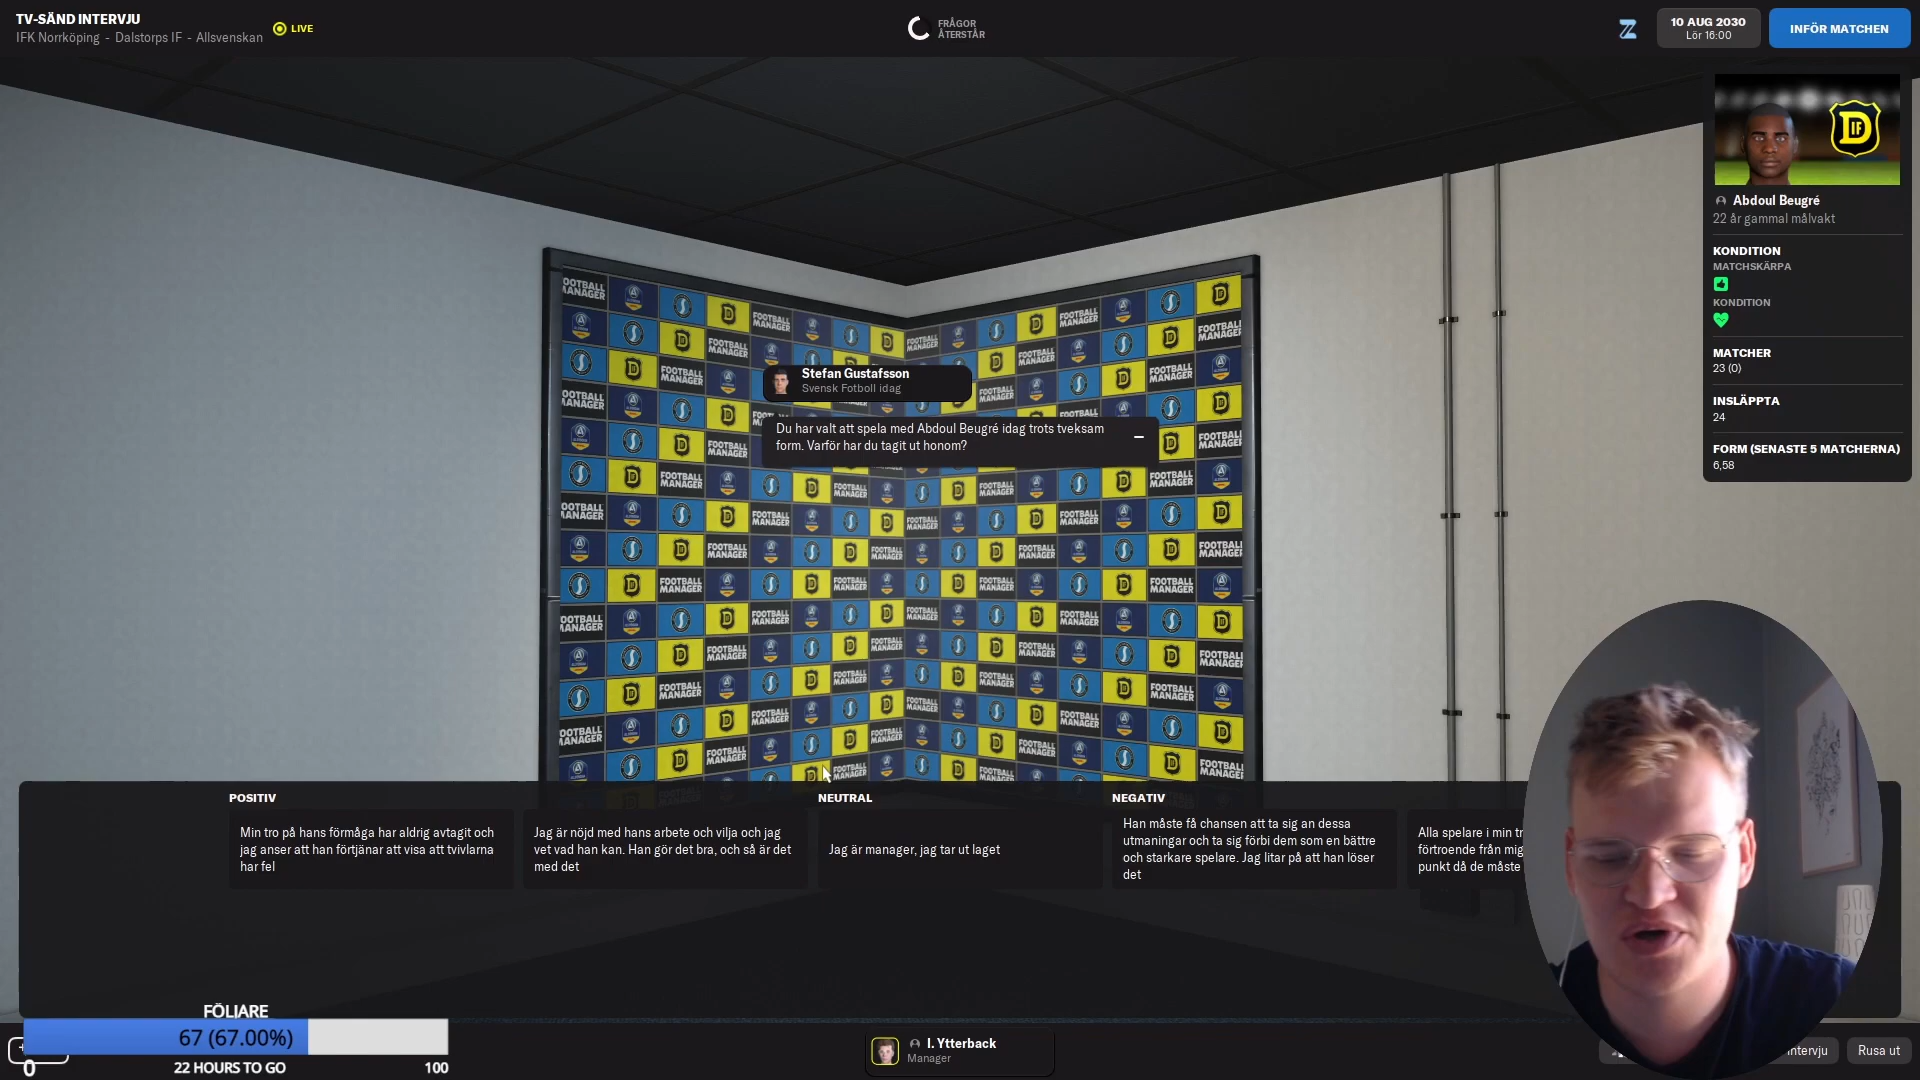 TV-SÄND INTERVJU
IFK Norrköping - Dalstorps IF - Allsvenskan
LIVE
FRÅGOR
ÅTERSTÅR
10 AUG 2030
Lör 16:00
INFÖR MATCHEN
Abdoul Beugré
22 år gammal målvakt
KONDITION
MATCHSKÄRPA
KONDITION
MATCHER
23 (0)
INSLÄPPTA
24
FORM (SENASTE 5 MATCHERNA)
6,58
Stefan Gustafsson
Svensk Fotboll idag
Du har valt att spela med Abdoul Beugré idag trots tveksam
form. Varför har du tagit ut honom?
FOOTBALL
MANAGER
POSITIV
Min tro på hans förmåga har aldrig avtagit och
jag anser att han förtjänar att visa att tvivlarna
har fel
Jag är nöjd med hans arbete och vilja och jag
vet vad han kan. Han gör det bra, och så är det
med det
NEUTRAL
Jag är manager, jag tar ut laget
NEGATIV
Han måste få chansen att ta sig an dessa
utmaningar och ta sig förbi dem som en bättre
och starkare spelare. Jag litar på att han löser
det
Alla spelare i min
förtroende från mig
punkt då de måste
FÖLJARE
67 (67.00%)
0
22 HOURS TO GO
100
I. Ytterback
Manager
Intervju
Rusa ut